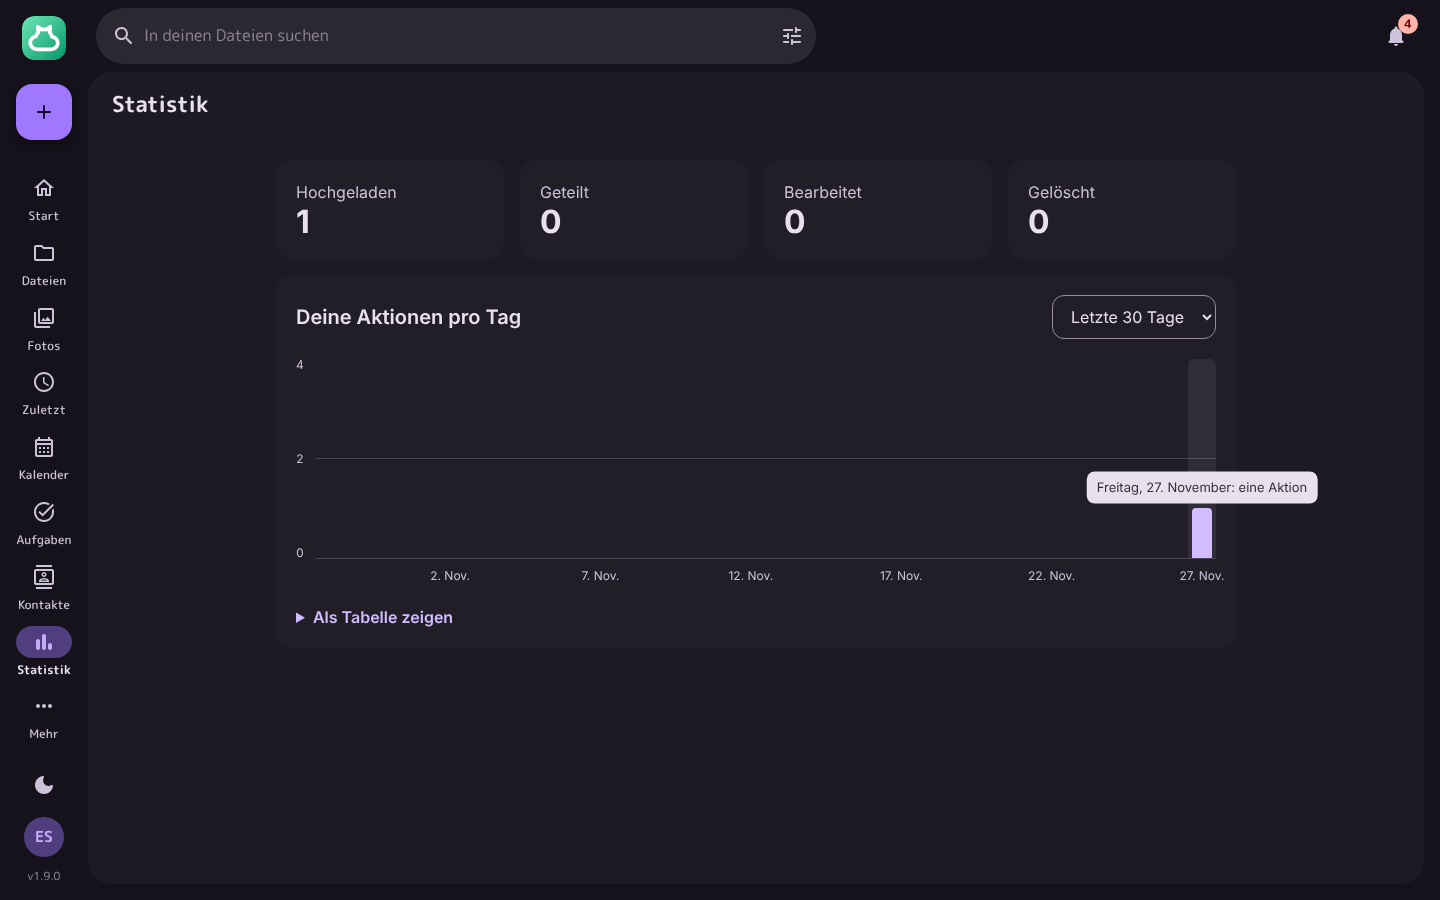 In deinen Dateien suchen
4
Statistik
Start
Dateien
Fotos
Zuletzt
Kalender
Aufgaben
Kontakte
Statistik
Mehr
ES
v1.9.0
Hochgeladen
1
Geteilt
0
Bearbeitet
0
Gelöscht
0
Deine Aktionen pro Tag
Letzte 30 Tage
4
2
0
Freitag, 27. November: eine Aktion
2. Nov.
7. Nov.
12. Nov.
17. Nov.
22. Nov.
27. Nov.
Als Tabelle zeigen